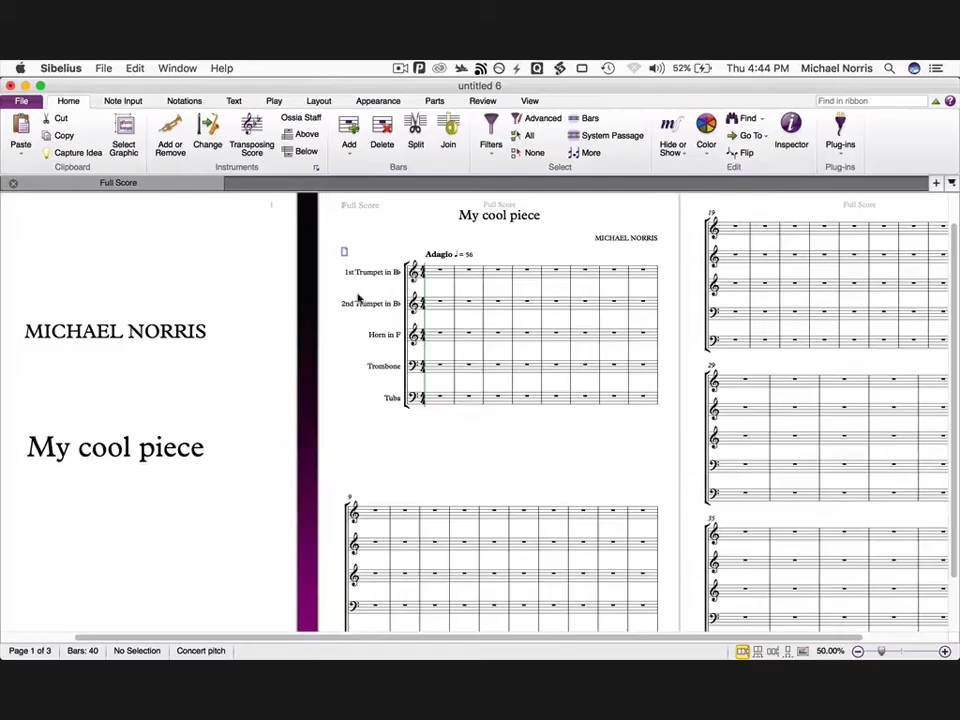 Sibelius File Edit Window Help 52% Thu 4:44 PM Michael Norris
untitled 6
File Home Note Input Notations Text Play Layout Appearance Parts Review View Find in ribbon
Paste Cut Copy Capture Idea Select Graphic Clipboard
Add or Remove Change Transposing Score Ossia Staff Above Below Instruments
Add Delete Split Join Bars
Filters Advanced All None Bars System Passage More Select
Hide or Show Color Find Go To Flip Inspector Edit
Plug-ins Plug-ins
Full Score
1
MICHAEL NORRIS
My cool piece
Full Score Full Score
My cool piece
MICHAEL NORRIS
Adagio ♩ = 56
1st Trumpet in B♭
2nd Trumpet in B♭
Horn in F
Trombone
Tuba
9
Full Score
19
29
35
Page 1 of 3 Bars: 40 No Selection Concert pitch 50.00%